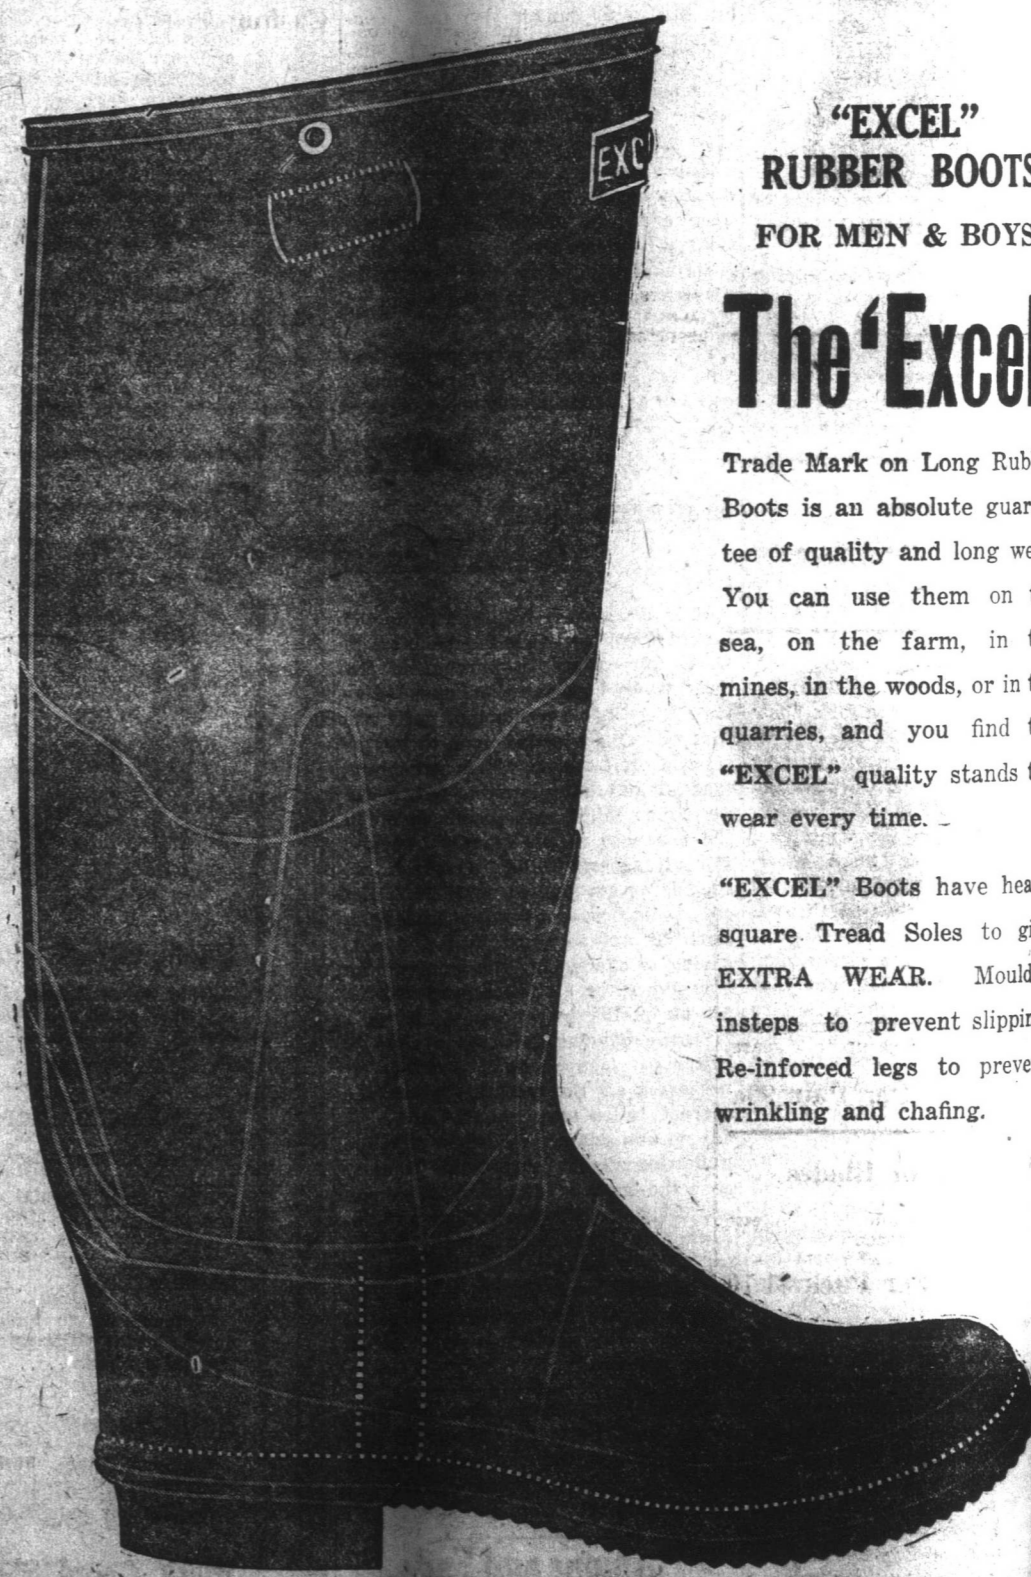 EXC
“EXCEL”
RUBBER BOOTS
FOR MEN & BOYS
The ‘Excel
Trade Mark on Long Rub
Boots is an absolute guar
tee of quality and long we
You can use them on t
sea, on the farm, in t
mines, in the woods, or in t
quarries, and you find t
“EXCEL” quality stands t
wear every time.
“EXCEL” Boots have hea
square Tread Soles to gi
EXTRA WEAR. Mould
insteps to prevent slippin
Re-inforced legs to preve
wrinkling and chafing.